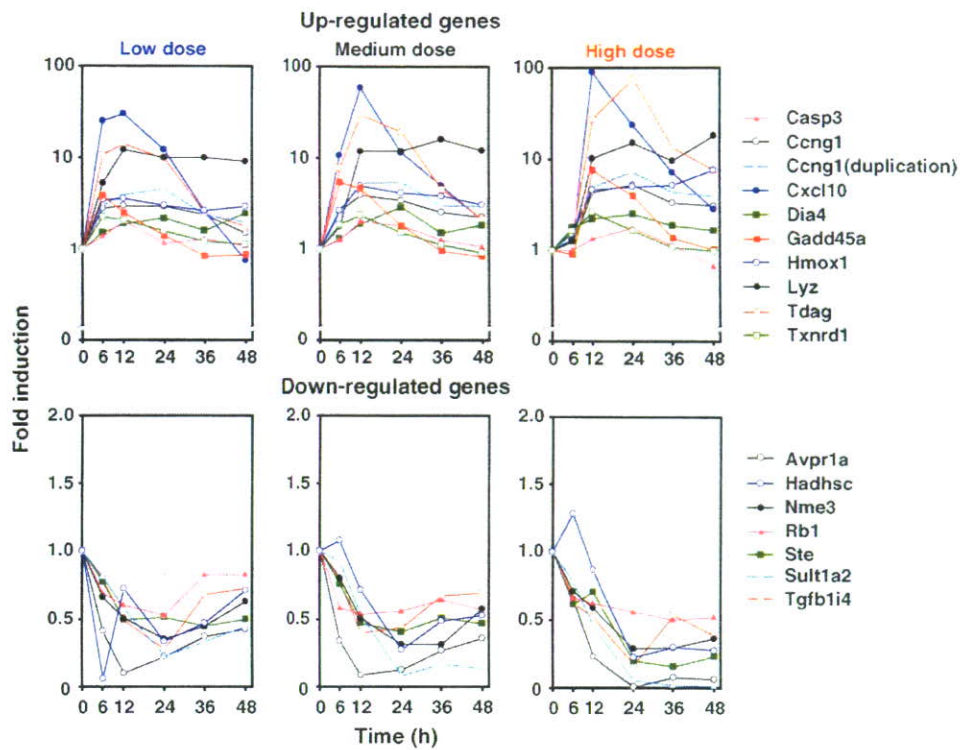 Up-regulated genes
Low dose
Medium dose
High dose
100
10
1
0
0 6 12 24 36 48
100
10
1
0
0 6 12 24 36 48
100
10
1
0
0 6 12 24 36 48
Casp3
Ccng1
Ccng1(duplication)
Cxcl10
Dia4
Gadd45a
Hmox1
Lyz
Tdag
Txnrd1
Fold induction
Down-regulated genes
2.0
1.5
1.0
0.5
0
0 6 12 24 36 48
2.0
1.5
1.0
0.5
0
0 6 12 24 36 48
2.0
1.5
1.0
0.5
0
0 6 12 24 36 48
Avpr1a
Hadhsc
Nme3
Rb1
Ste
Sult1a2
Tgfb1i4
Time (h)